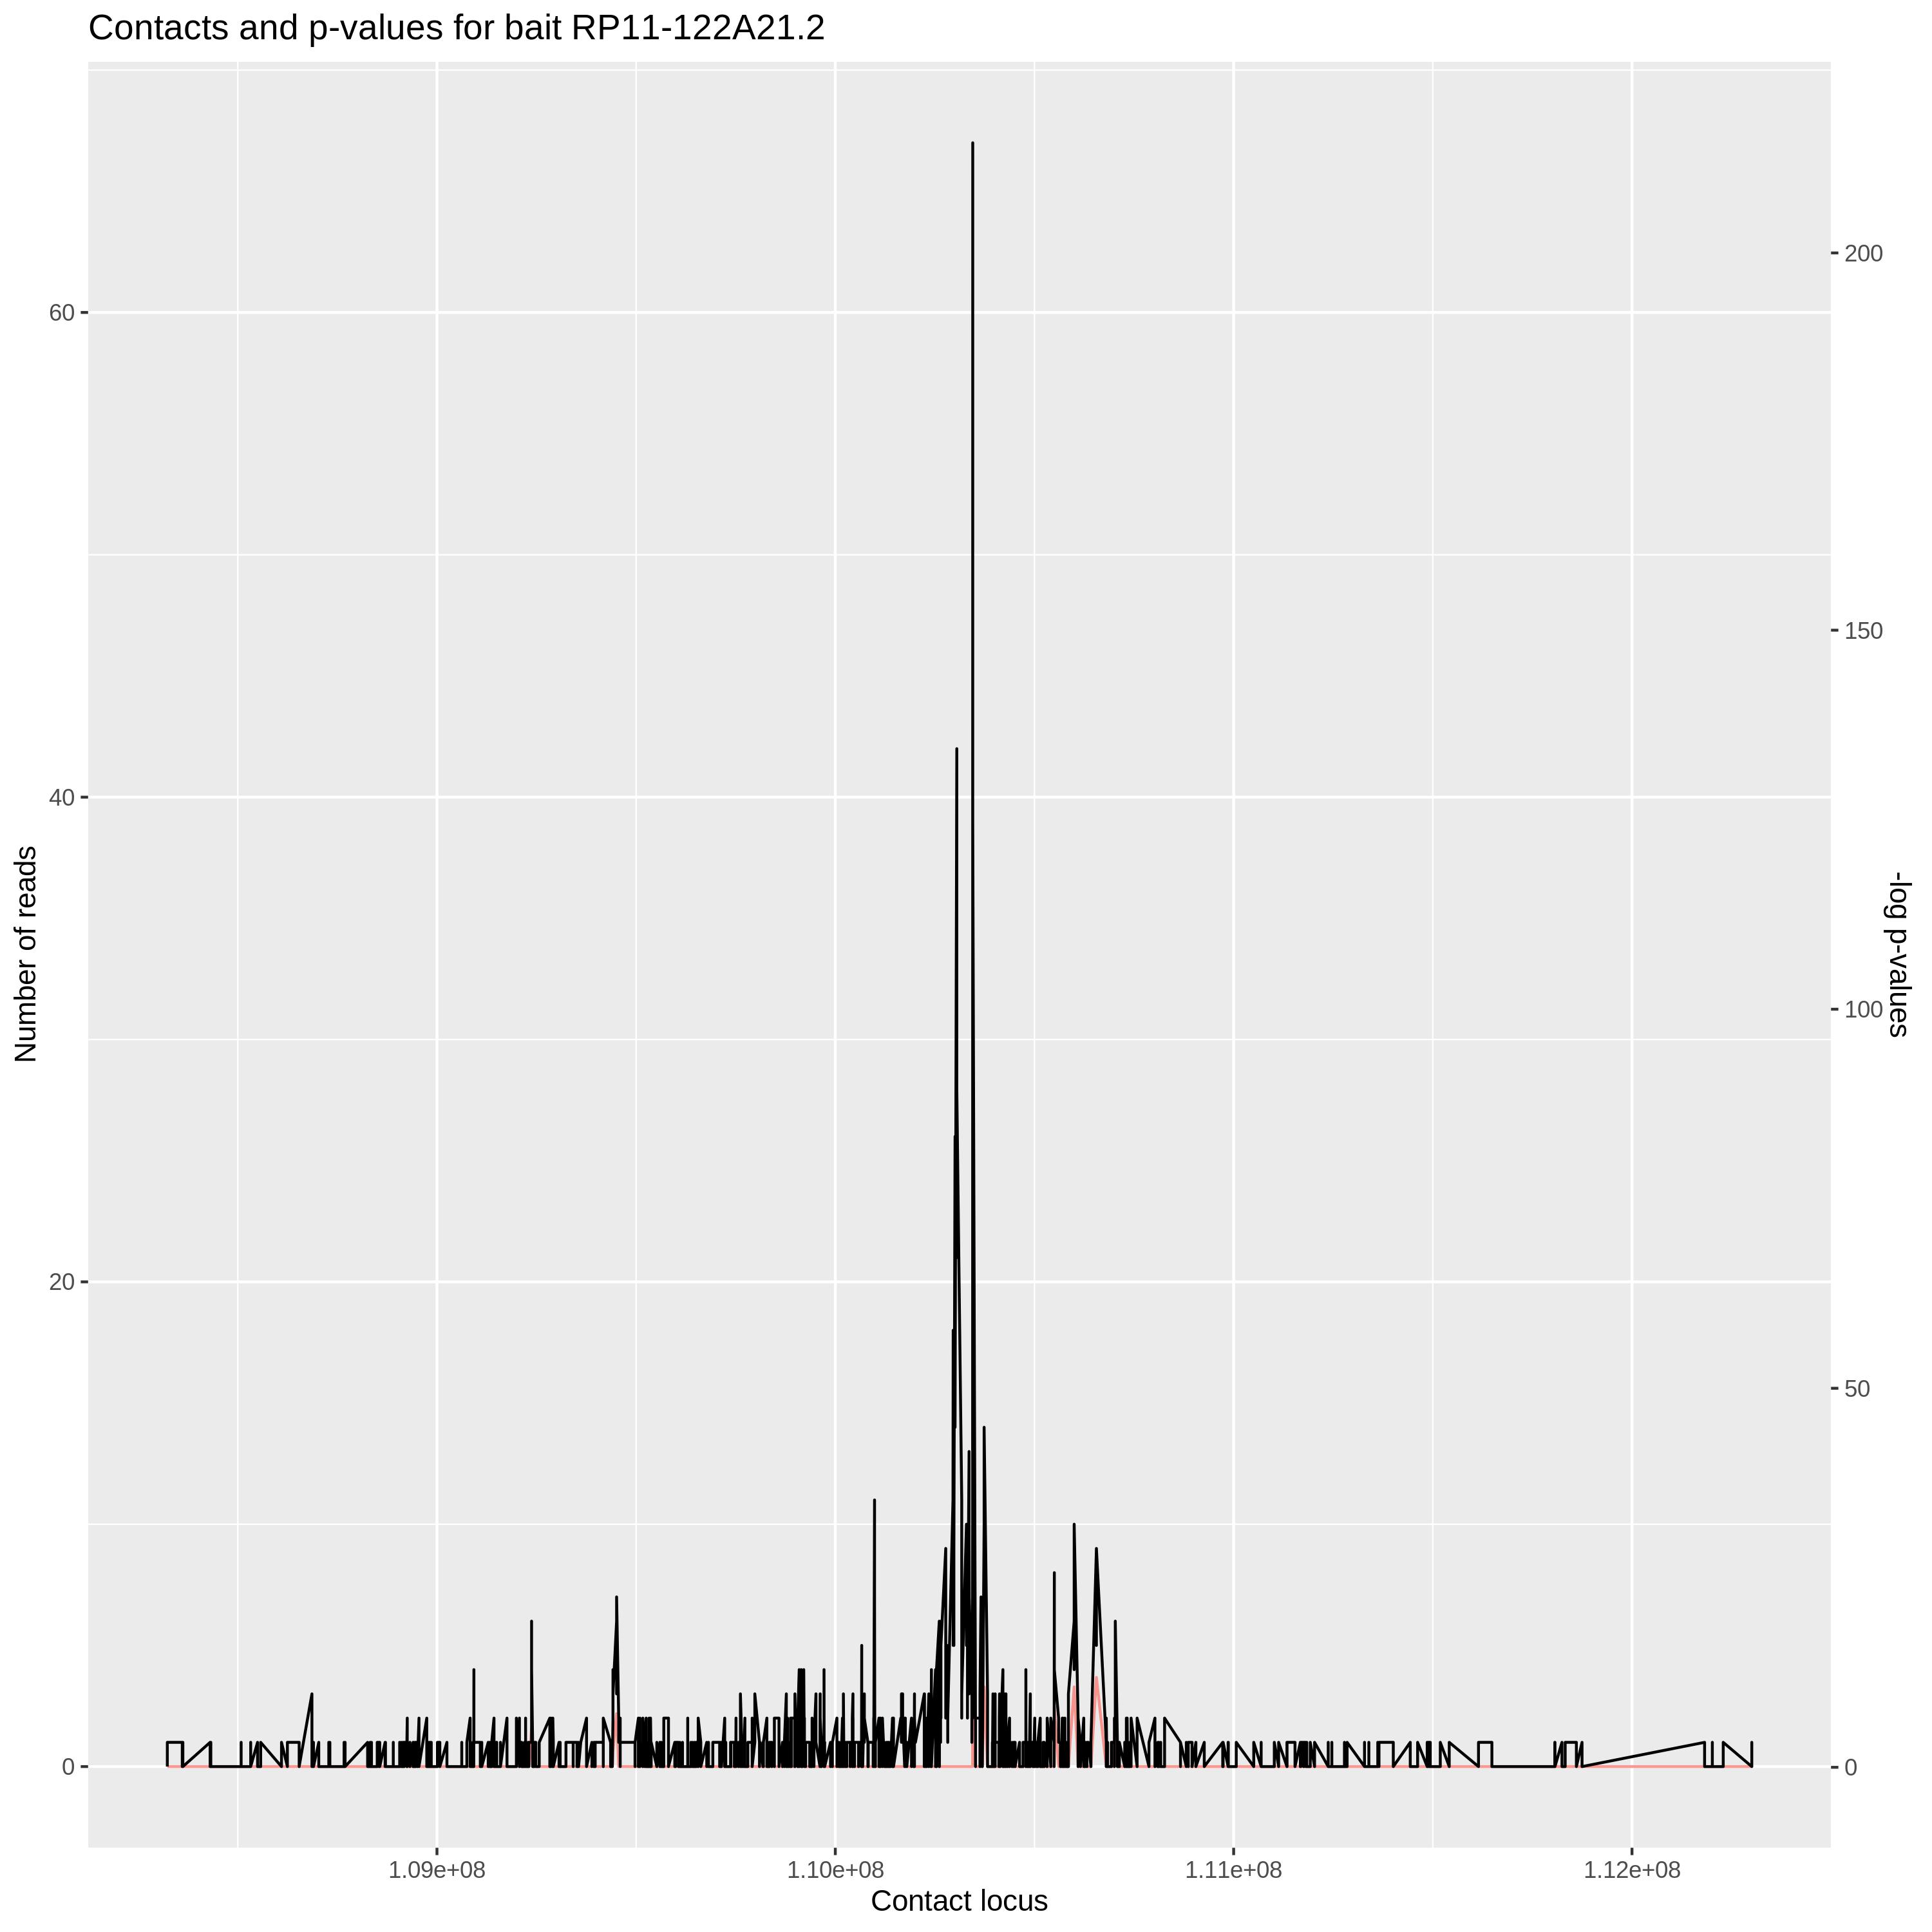 Contacts and p-values for bait RP11-122A21.2
60
40
20
0
Number of reads
200
150
100
50
0
-log p-values
1.09e+08
1.10e+08
1.11e+08
1.12e+08
Contact locus